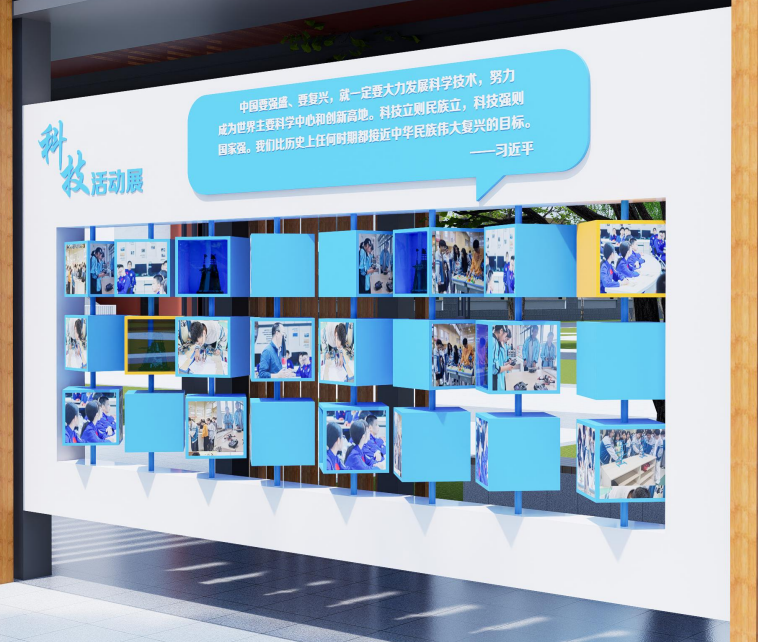 中国要强盛、要复兴，就一定要大力发展科学技术，努力
成为世界主要科学中心和创新高地。科技立则民族立，科技强则
国家强。我们比历史上任何时期都接近中华民族伟大复兴的目标。
——习近平
科技活动展